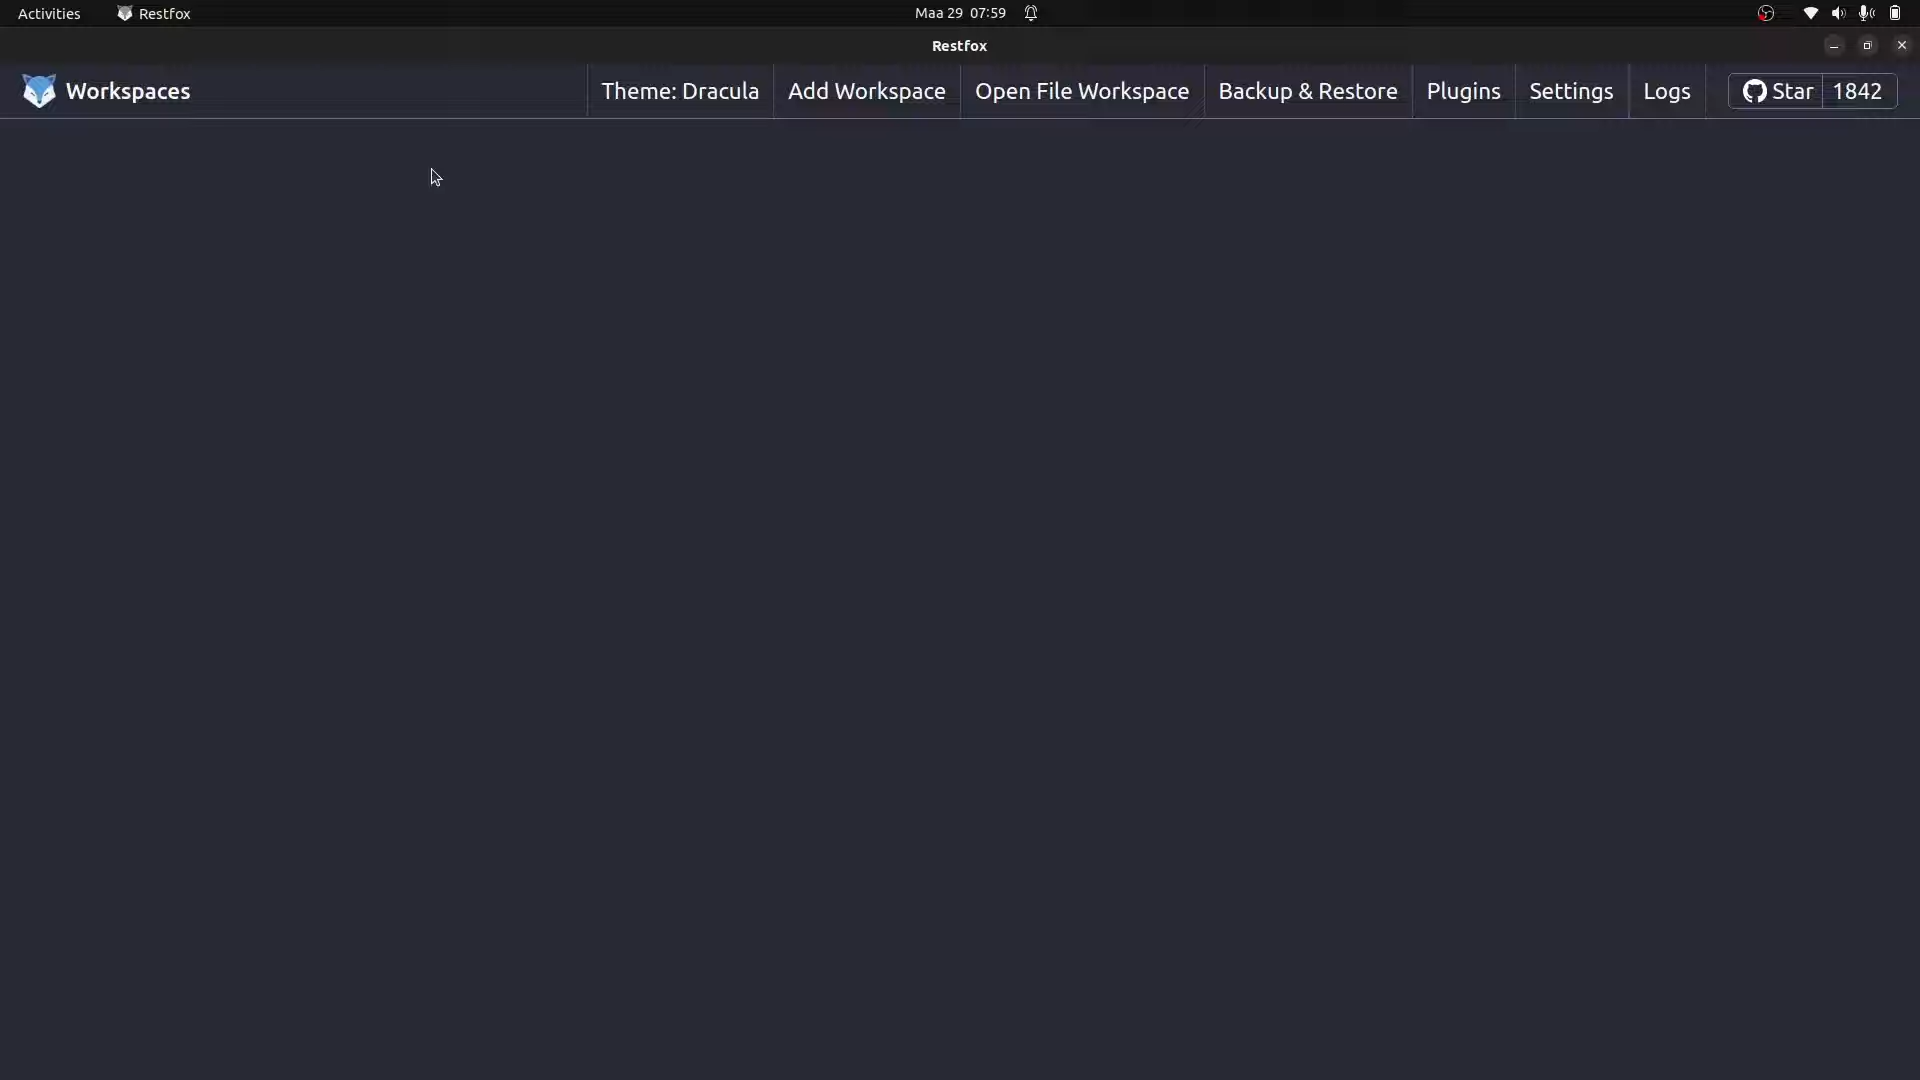 Activities Restfox Maa 29 07:59
Restfox
Workspaces Theme: Dracula Add Workspace Open File Workspace Backup & Restore Plugins Settings Logs Star 1842